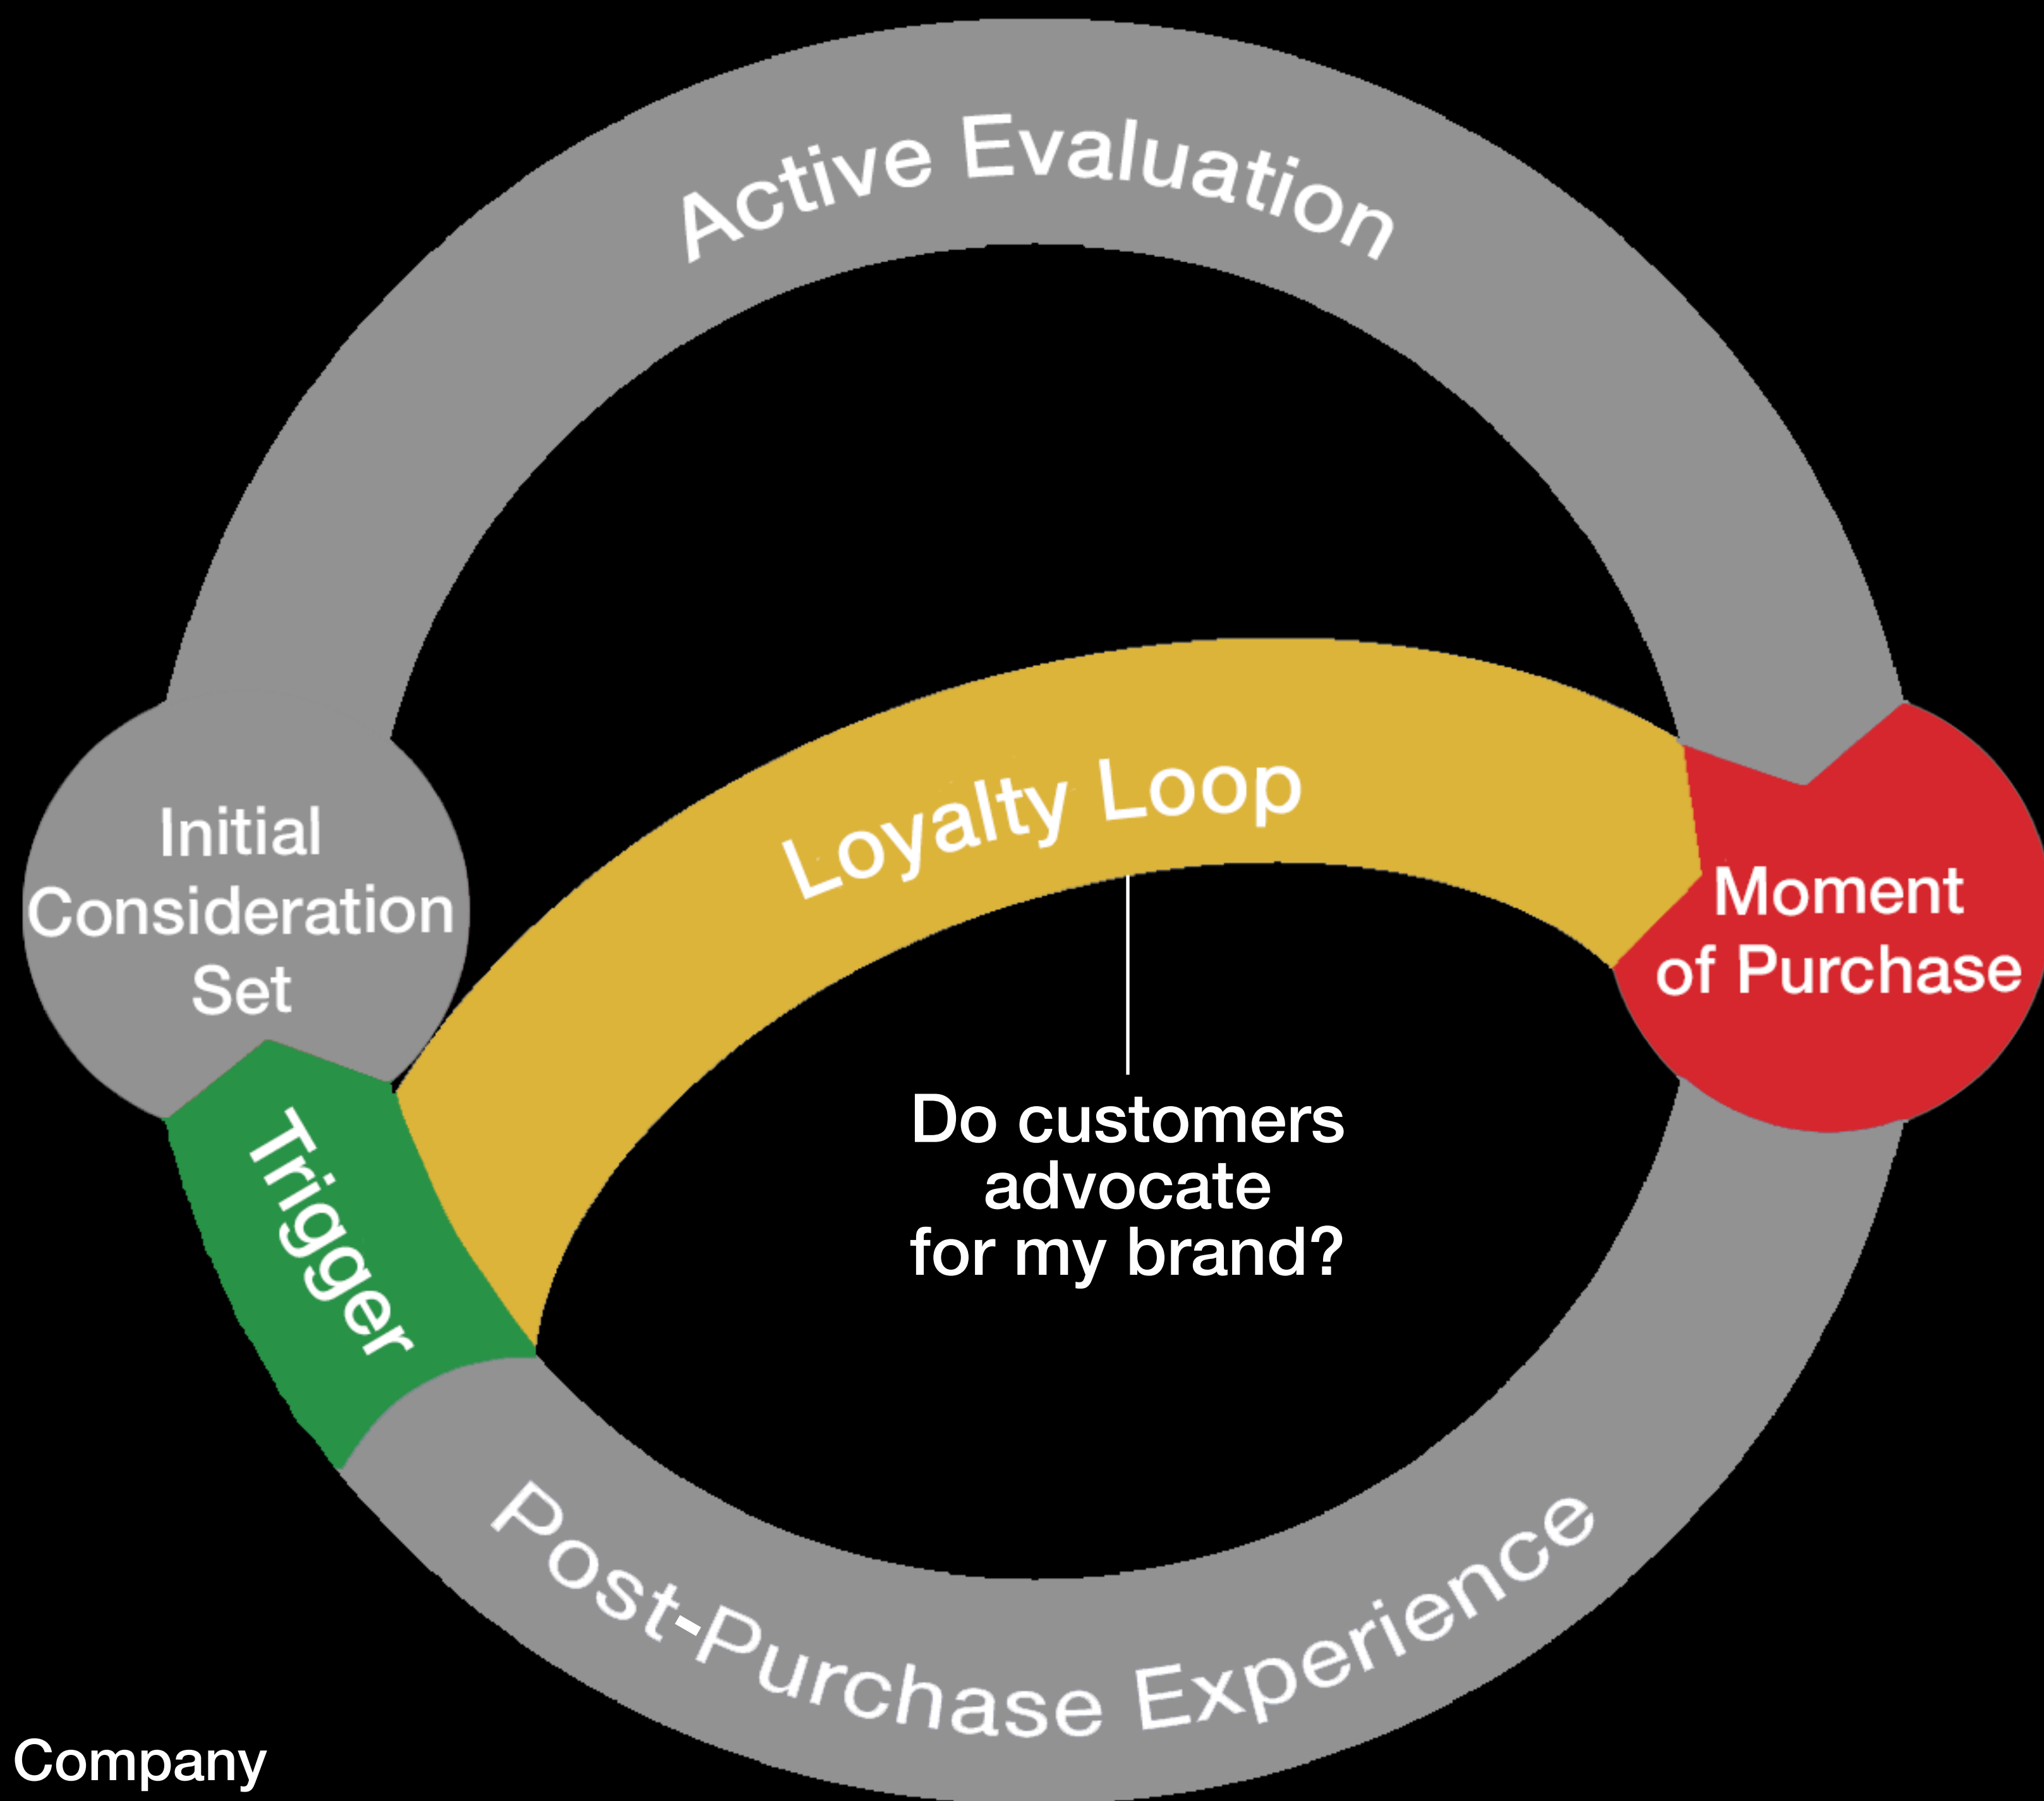 Active Evaluation
Loyalty Loop
Initial
Consideration
Set
Moment
of Purchase
Trigger
Do customers
advocate
for my brand?
Post-Purchase Experience
Company